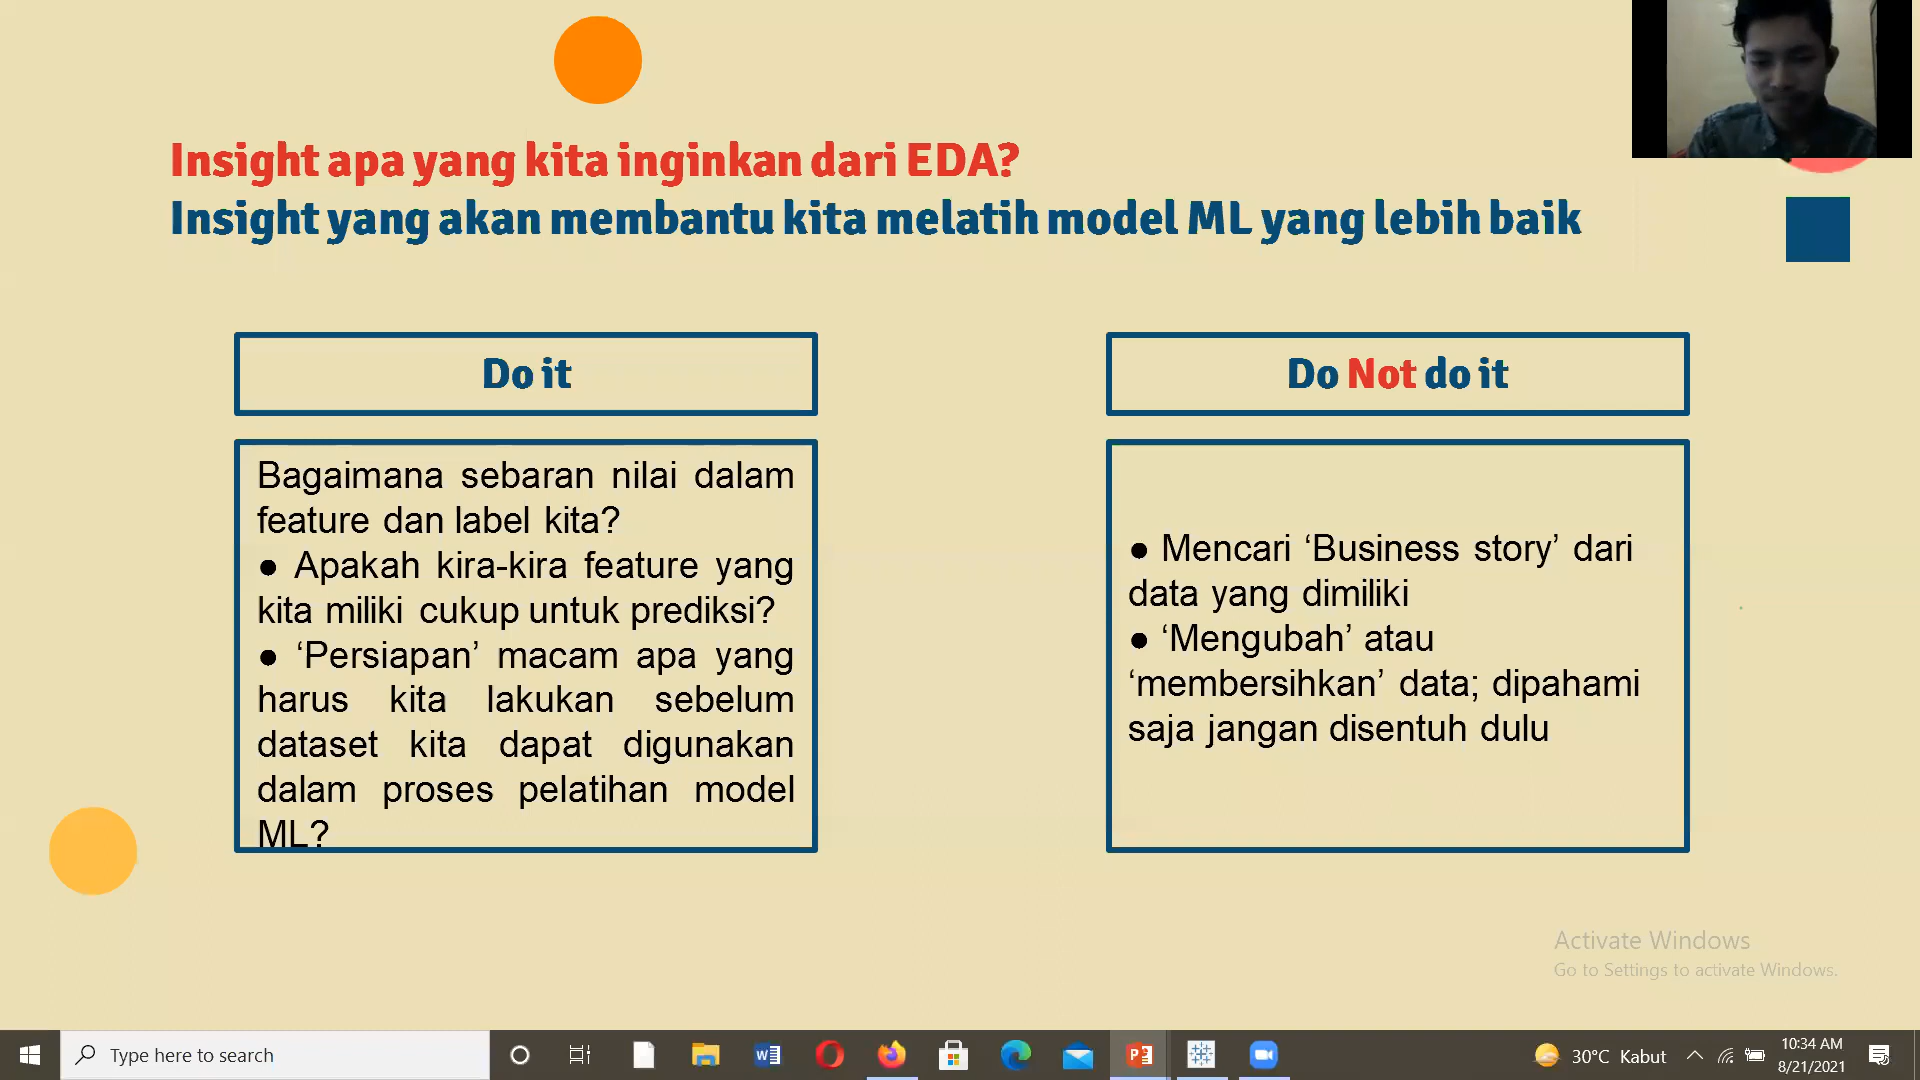 Insight apa yang kita inginkan dari EDA?
Insight yang akan membantu kita melatih model ML yang lebih baik
Do it
Bagaimana sebaran nilai dalam
feature dan label kita?
● Apakah kira-kira feature yang
kita miliki cukup untuk prediksi?
● ‘Persiapan’ macam apa yang
harus kita lakukan sebelum
dataset kita dapat digunakan
dalam proses pelatihan model
ML?
Do Not do it
● Mencari ‘Business story’ dari
data yang dimiliki
● ‘Mengubah’ atau
‘membersihkan’ data; dipahami
saja jangan disentuh dulu
Activate Windows
Go to Settings to activate Windows.
Type here to search
30°C Kabut
10:34 AM
8/21/2021